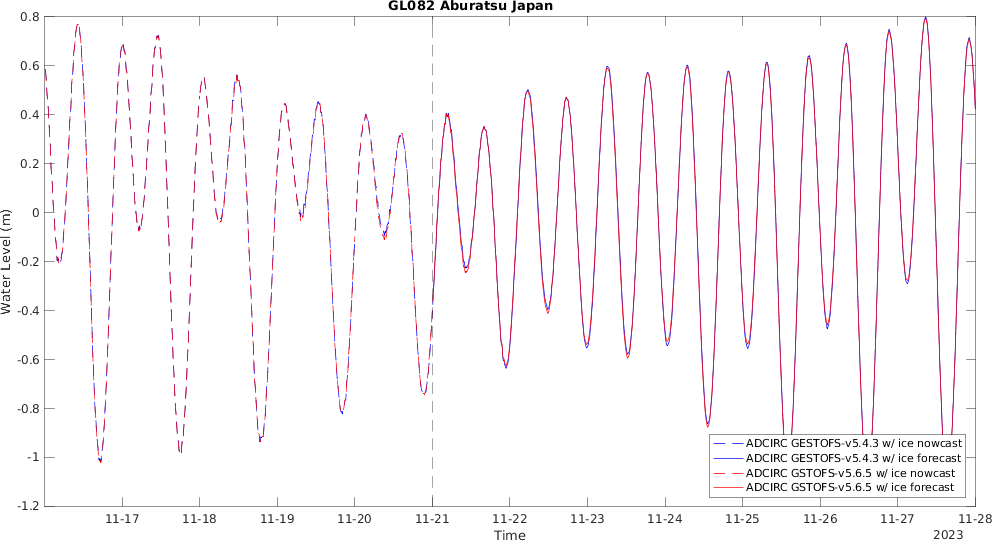 GL082 Aburatsu Japan
0.8
0.6
0.4
0.2
0
-0.2
-0.4
-0.6
-0.8
-1
-1.2
Water Level (m)
ADCIRC GESTOFS-v5.4.3 w/ ice nowcast
ADCIRC GESTOFS-v5.4.3 w/ ice forecast
ADCIRC GSTOFS-v5.6.5 w/ ice nowcast
ADCIRC GSTOFS-v5.6.5 w/ ice forecast
11-17 11-18 11-19 11-20 11-21 11-22 11-23 11-24 11-25 11-26 11-27 11-28
Time
2023